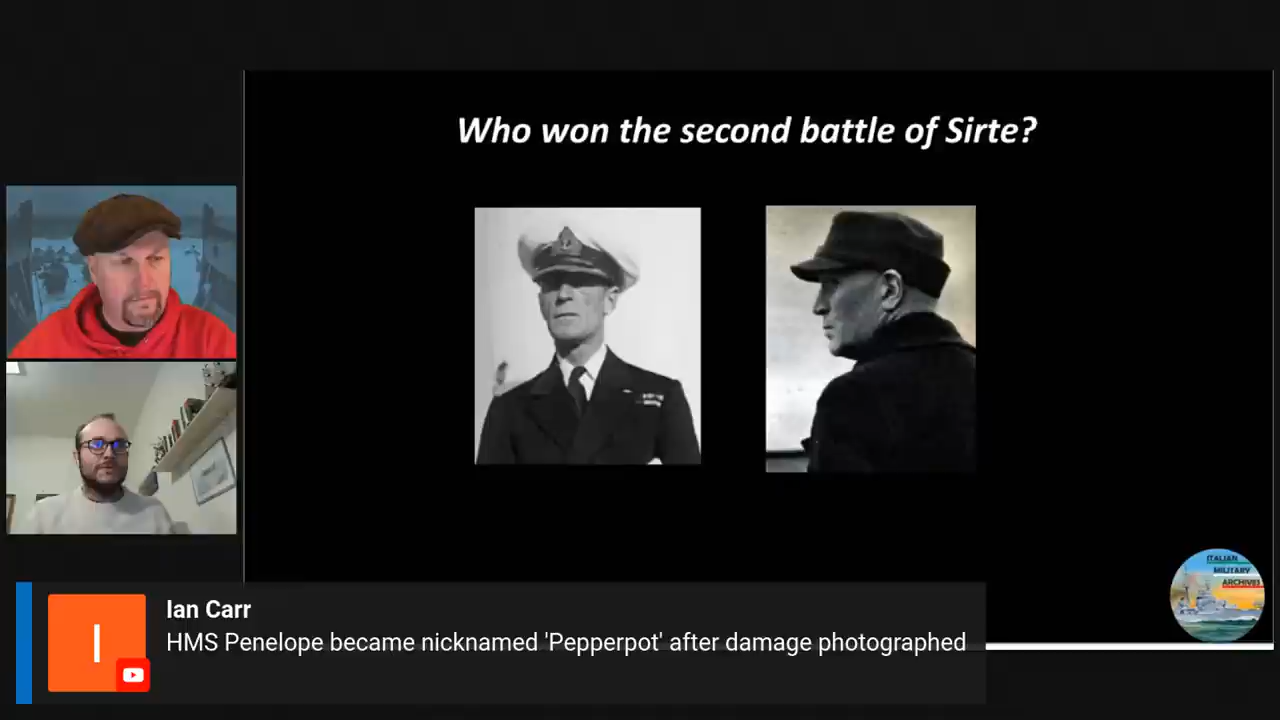 Who won the second battle of Sirte?
ITALIAN
MILITARY
ARCHIVES
I
Ian Carr
HMS Penelope became nicknamed 'Pepperpot' after damage photographed